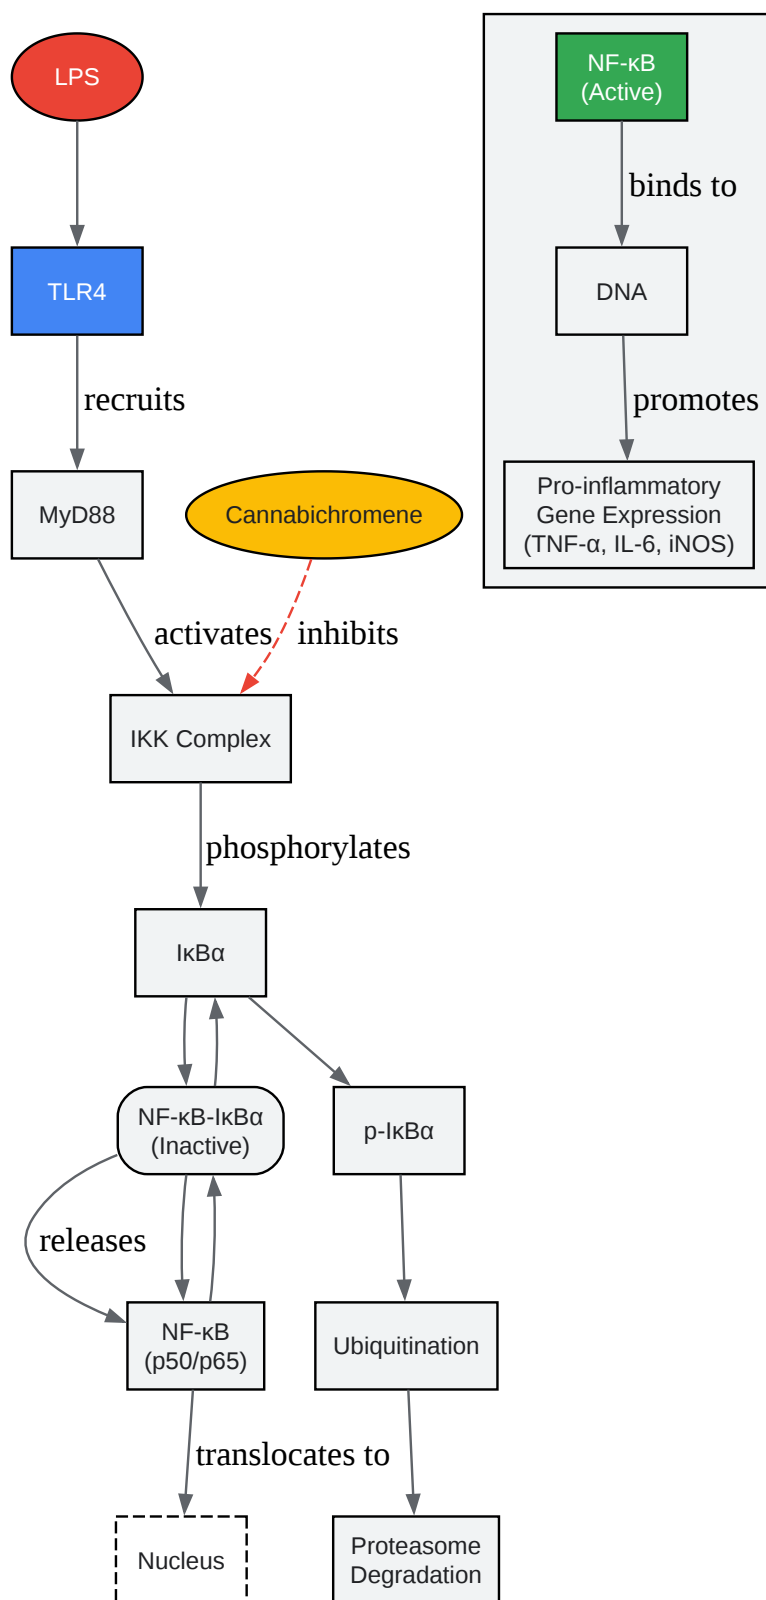 LPS
NF-κB
(Active)
binds to
TLR4
DNA
recruits
promotes
MyD88
Cannabichromene
Pro-inflammatory
Gene Expression
(TNF-α, IL-6, iNOS)
activates
inhibits
IKK Complex
phosphorylates
IκBα
NF-κB-IκBα
(Inactive)
p-IκBα
releases
NF-κB
(p50/p65)
Ubiquitination
translocates to
Nucleus
Proteasome
Degradation